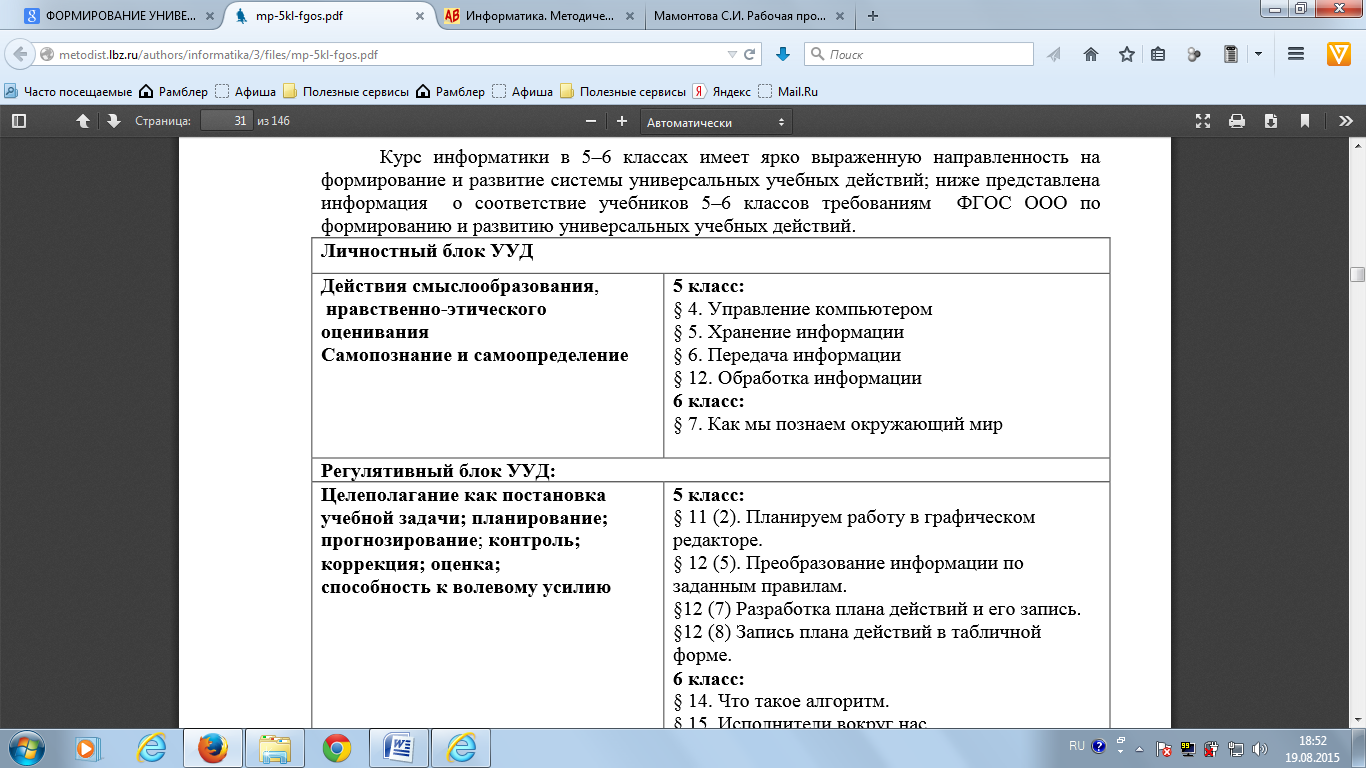 ФОРМИРОВАНИЕ УНИВЕ...
mp-5kl-fgos.pdf
Информатика. Методиче...
Мамонтова С.И. Рабочая про...
metodist.lbz.ru/authors/informatika/3/files/mp-5kl-fgos.pdf
Поиск
Часто посещаемые Рамблер Афиша Полезные сервисы Рамблер Афиша Полезные сервисы Яндекс Mail.Ru
Страница: 31 из 146
Автоматически
Курс информатики в 5–6 классах имеет ярко выраженную направленность на
формирование и развитие системы универсальных учебных действий; ниже представлена
информация о соответствие учебников 5–6 классов требованиям ФГОС ООО по
формированию и развитию универсальных учебных действий.
Личностный блок УУД
Действия смыслообразования,
нравственно-этического
оценивания
Самопознание и самоопределение
5 класс:
§ 4. Управление компьютером
§ 5. Хранение информации
§ 6. Передача информации
§ 12. Обработка информации
6 класс:
§ 7. Как мы познаем окружающий мир
Регулятивный блок УУД:
Целеполагание как постановка
учебной задачи; планирование;
прогнозирование; контроль;
коррекция; оценка;
способность к волевому усилию
5 класс:
§ 11 (2). Планируем работу в графическом
редакторе.
§ 12 (5). Преобразование информации по
заданным правилам.
§12 (7) Разработка плана действий и его запись.
§12 (8) Запись плана действий в табличной
форме.
6 класс:
§ 14. Что такое алгоритм.
§ 15. Исполнители вокруг нас
RU
18:52
19.08.2015